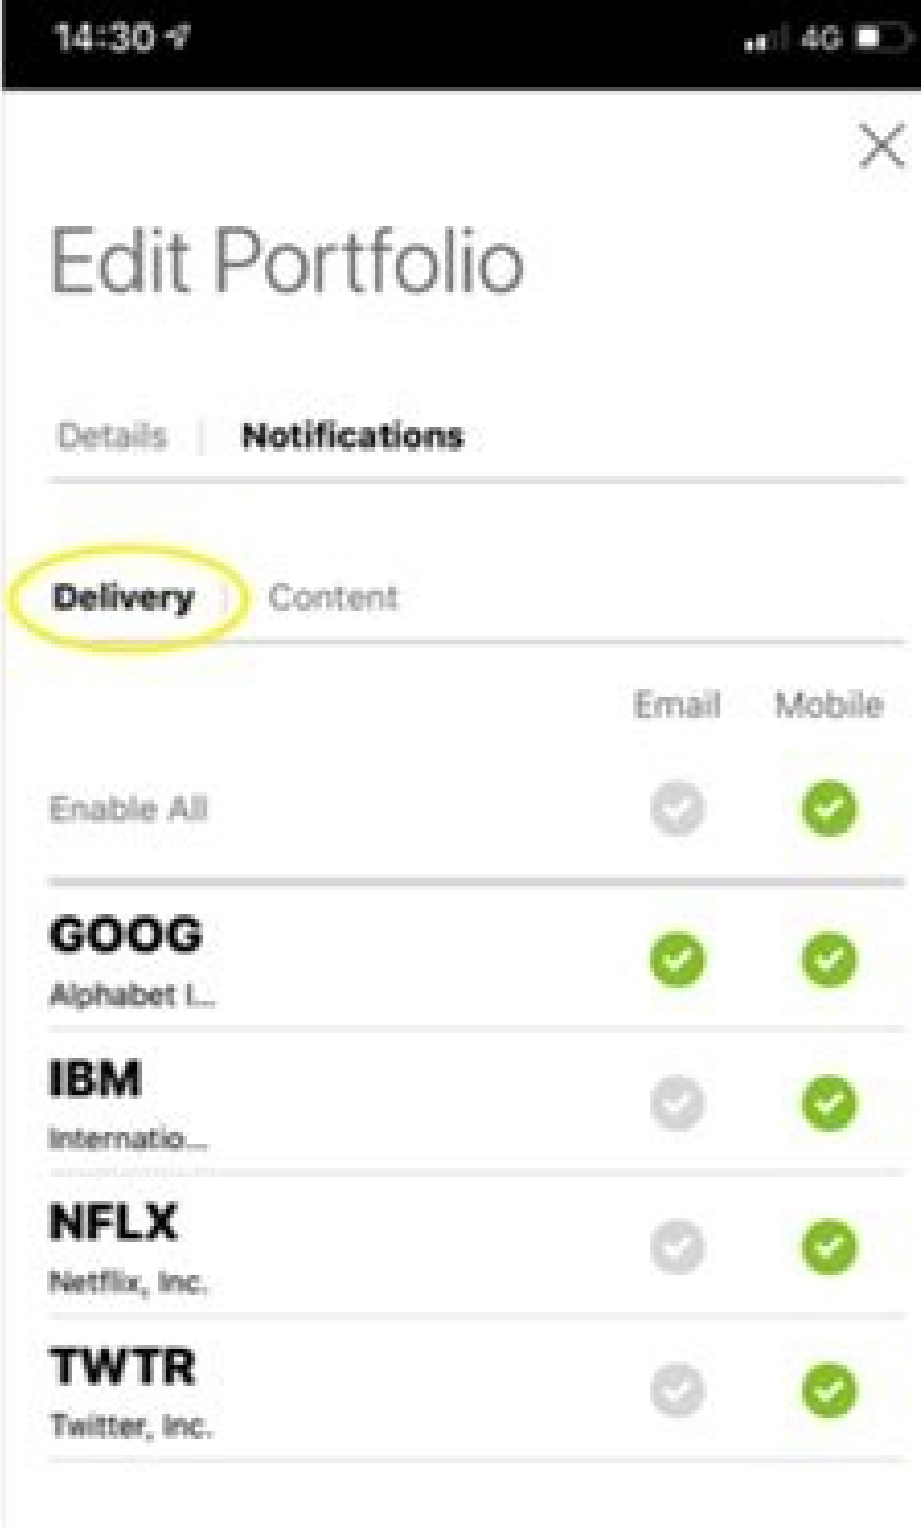 14:30
4G
Edit Portfolio
Details | Notifications
Delivery | Content
Email Mobile
Enable All
GOOG
Alphabet I...
IBM
Internatio...
NFLX
Netflix, Inc.
TWTR
Twitter, Inc.